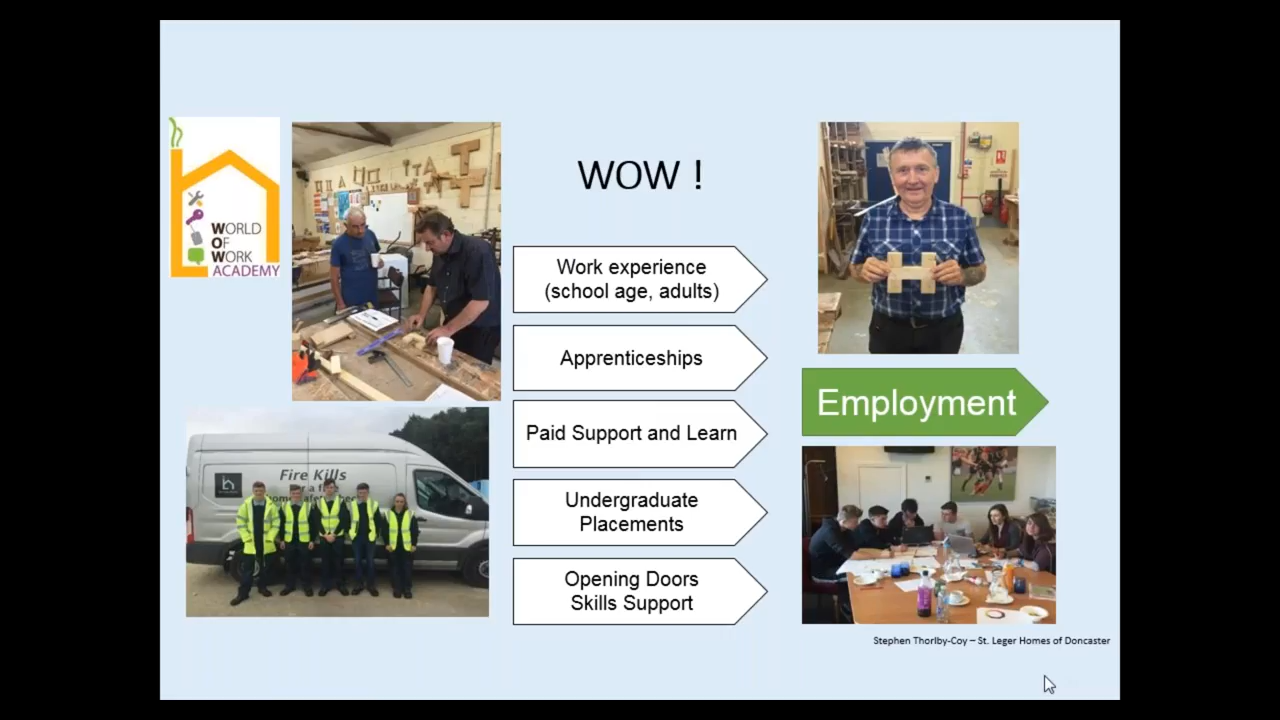 WORLD
OF
WORK
ACADEMY
WOW !
Work experience
(school age, adults)
Apprenticeships
Paid Support and Learn
Undergraduate
Placements
Opening Doors
Skills Support
Employment
Fire Kills
Stephen Thorlby-Coy – St. Leger Homes of Doncaster